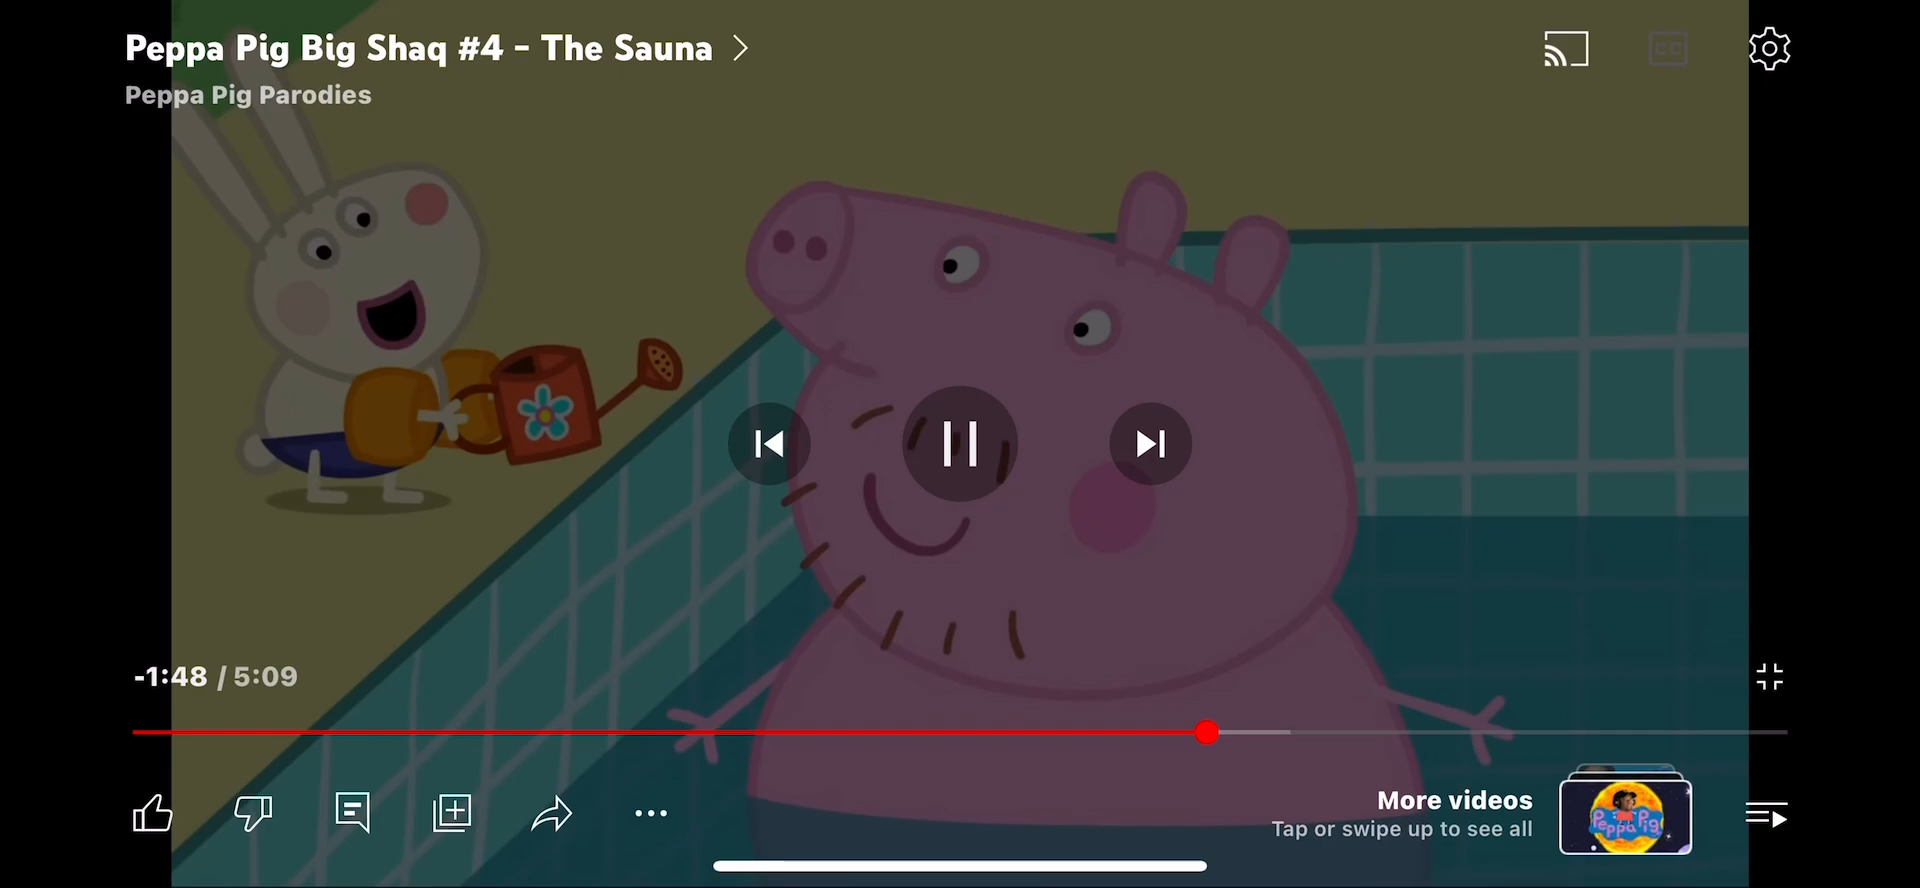 Peppa Pig Big Shaq #4 - The Sauna
Peppa Pig Parodies
CC
-1:48 / 5:09
More videos
Tap or swipe up to see all
Peppa Pig